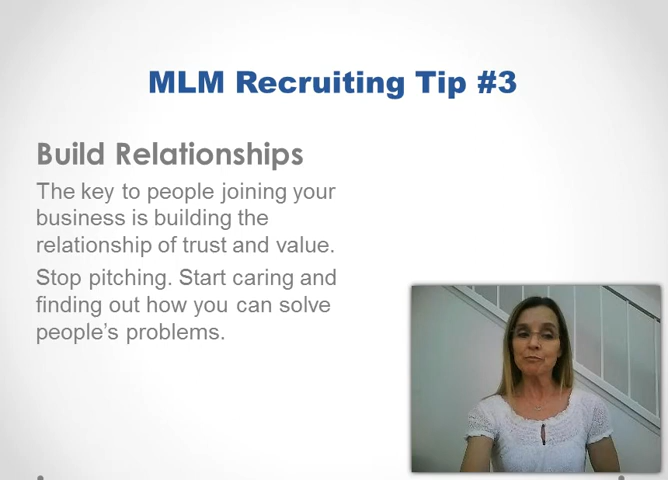 MLM Recruiting Tip #3
Build Relationships
The key to people joining your
business is building the
relationship of trust and value.
Stop pitching. Start caring and
finding out how you can solve
people’s problems.